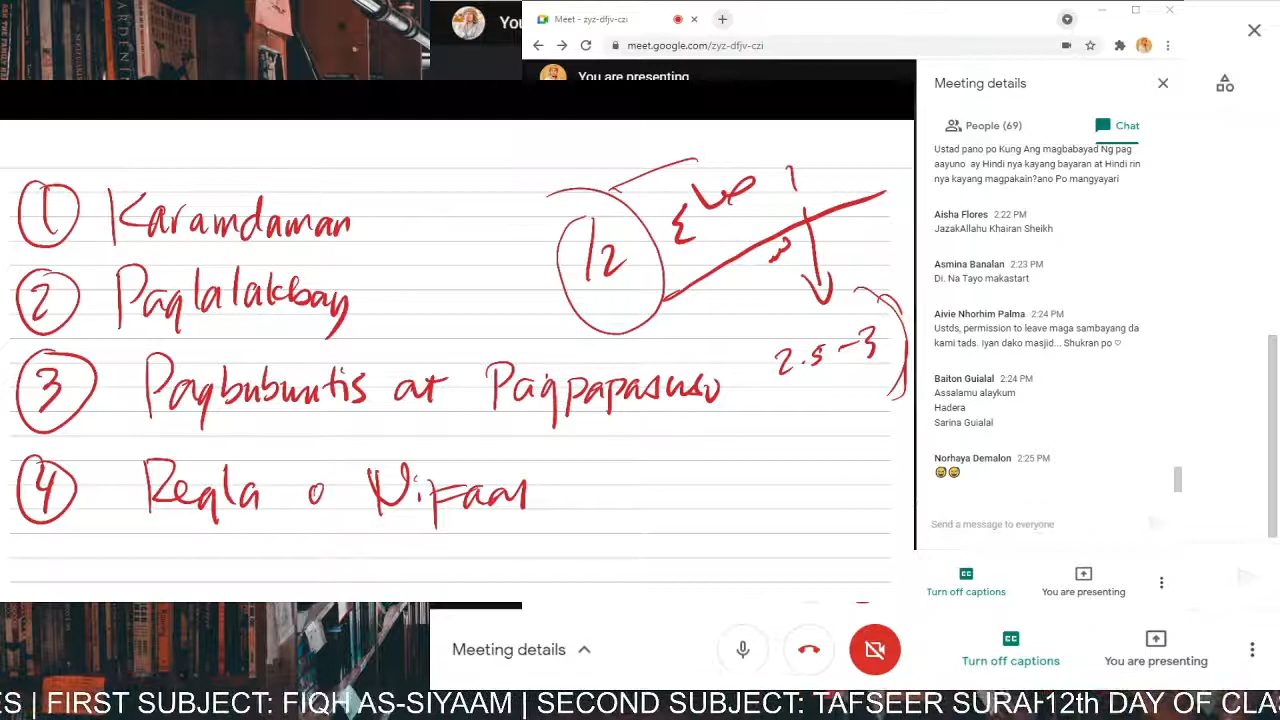 You
Meet - zyz-dfjv-czi
meet.google.com/zyz-dfjv-czi
You are presenting
Meeting details
People (69)
Chat
Ustad pano po Kung Ang magbabayad Ng pag
aayuno ay Hindi nya kayang bayaran at Hindi rin
nya kayang magpakain?ano Po mangyayari
Aisha Flores 2:22 PM
JazakAllahu Khairan Sheikh
Asmina Banalan 2:23 PM
Di. Na Tayo makastart
Aivie Nhorhim Palma 2:24 PM
Ustds, permission to leave maga sambayang da
kami tads. Iyan dako masjid... Shukran po ♡
Baiton Guialal 2:24 PM
Assalamu alaykum
Hadera
Sarina Guialal
Norhaya Demalon 2:25 PM
😅😅
Send a message to everyone
Turn off captions
You are presenting
1 Karamdaman
2 Paglalakbay
3 Pagbubuntis at Pagpapasuso
4 Regla o Nifaas
12
2.5 - 3
Meeting details
Turn off captions
You are presenting
ES | FIRST SUBJECT: FIQH AS-SIYAAM | SECOND SUBJECT: TAFSEER SURAH
12th DAY OF CLA